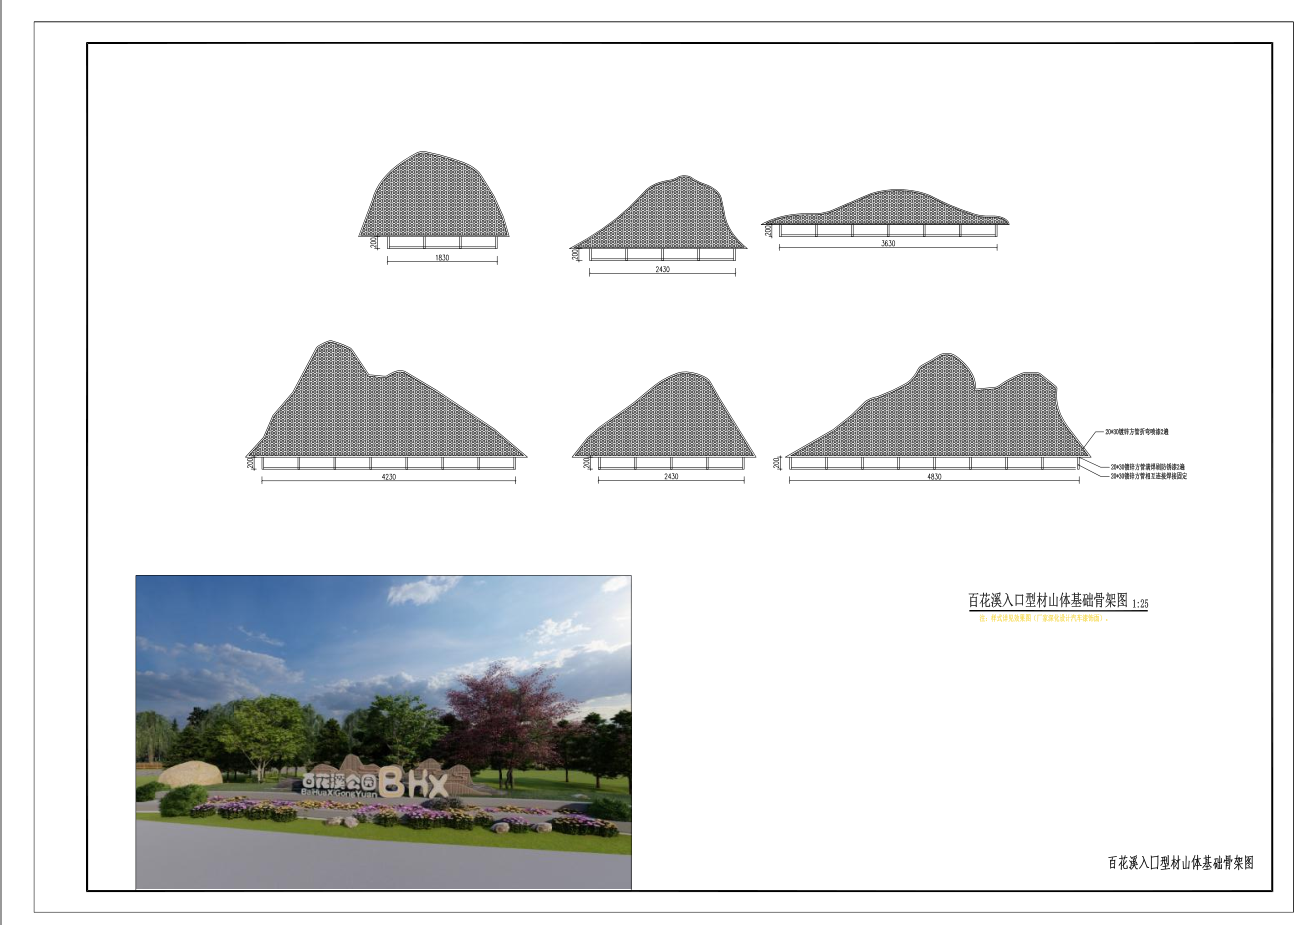 200
1830
200
2430
200
3630
200
4230
200
2430
200
4830
20*30镀锌方管折弯喷漆2遍
20*30镀锌方管满焊刷防锈漆2遍
30*30镀锌方管相互连接焊接固定
百花溪入口型材山体基础骨架图 1:25
百花溪公园
BaiHuaXiGongYuan
BHX
百花溪入口型材山体基础骨架图